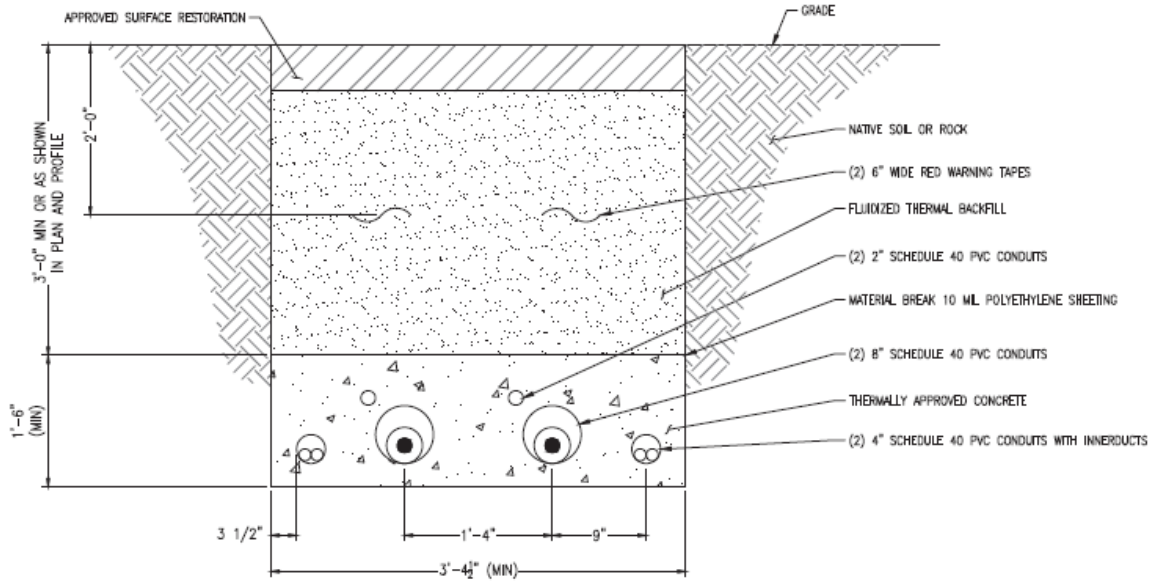 APPROVED SURFACE RESTORATION
GRADE
3'-0" MIN OR AS SHOWN
IN PLAN AND PROFILE
2'-0"
NATIVE SOIL OR ROCK
(2) 6" WIDE RED WARNING TAPES
FLUIDIZED THERMAL BACKFILL
(2) 2" SCHEDULE 40 PVC CONDUITS
MATERIAL BREAK 10 MIL POLYETHYLENE SHEETING
(2) 8" SCHEDULE 40 PVC CONDUITS
1'-6"
(MIN)
THERMALLY APPROVED CONCRETE
(2) 4" SCHEDULE 40 PVC CONDUITS WITH INNERDUCTS
3 1/2"
1'-4"
9"
3'-4½" (MIN)